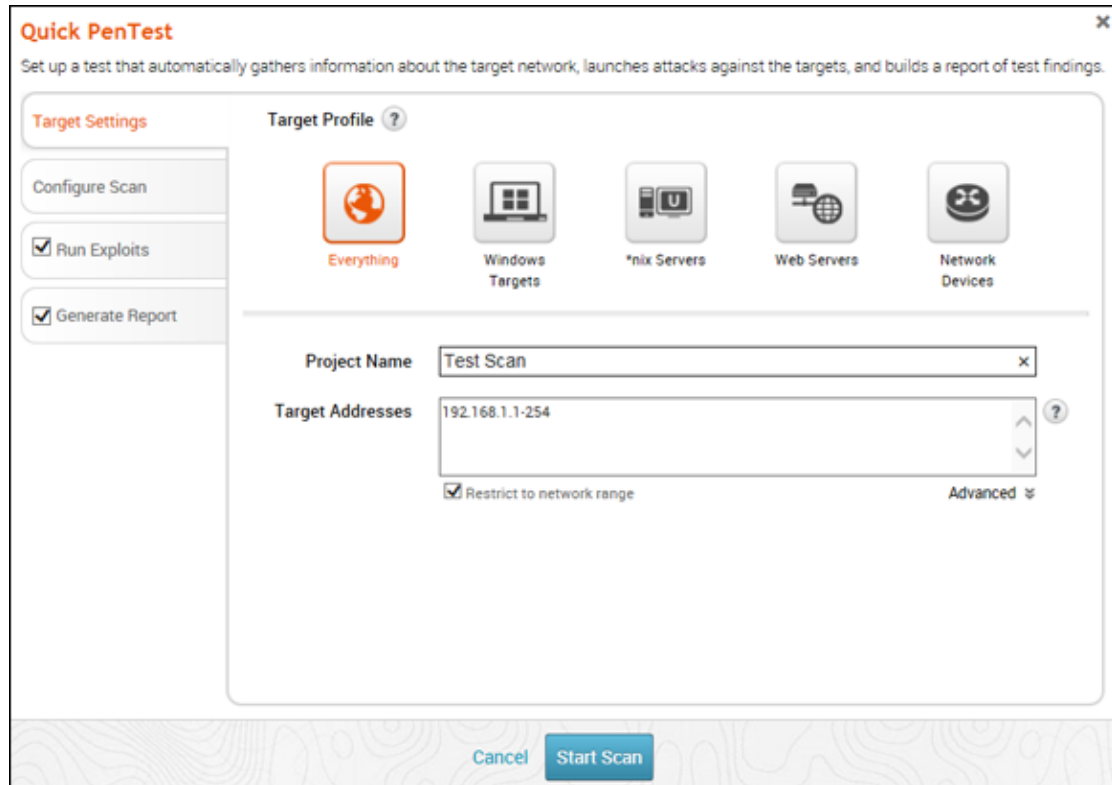 Quick PenTest
Set up a test that automatically gathers information about the target network, launches attacks against the targets, and builds a report of test findings.
Target Settings
Configure Scan
Run Exploits
Generate Report
Target Profile ?
Everything
Windows
Targets
U
*nix Servers
Web Servers
Network
Devices
Project Name
Test Scan
Target Addresses
192.168.1.1-254
?
Restrict to network range
Advanced
Cancel
Start Scan